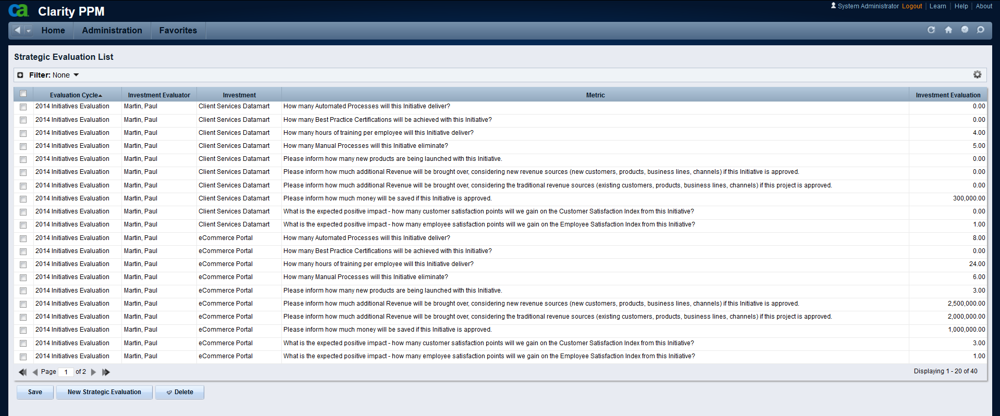 ca Clarity PPM
System Administrator Logout | Learn | Help | About
Home Administration Favorites
Strategic Evaluation List
Filter: None
Evaluation Cycle Investment Evaluator Investment Metric Investment Evaluation
2014 Initiatives Evaluation Martin, Paul Client Services Datamart How many Automated Processes will this Initiative deliver? 0.00
2014 Initiatives Evaluation Martin, Paul Client Services Datamart How many Best Practice Certifications will be achieved with this Initiative? 0.00
2014 Initiatives Evaluation Martin, Paul Client Services Datamart How many hours of training per employee will this Initiative deliver? 4.00
2014 Initiatives Evaluation Martin, Paul Client Services Datamart How many Manual Processes will this Initiative eliminate? 5.00
2014 Initiatives Evaluation Martin, Paul Client Services Datamart Please inform how many new products are being launched with this Initiative. 0.00
2014 Initiatives Evaluation Martin, Paul Client Services Datamart Please inform how much additional Revenue will be brought over, considering new revenue sources (new customers, products, business lines, channels) if this Initiative is approved. 0.00
2014 Initiatives Evaluation Martin, Paul Client Services Datamart Please inform how much additional Revenue will be brought over, considering the traditional revenue sources (existing customers, products, business lines, channels) if this project is approved. 0.00
2014 Initiatives Evaluation Martin, Paul Client Services Datamart Please inform how much money will be saved if this Initiative is approved. 300,000.00
2014 Initiatives Evaluation Martin, Paul Client Services Datamart What is the expected positive impact - how many customer satisfaction points will we gain on the Customer Satisfaction Index from this Initiative? 0.00
2014 Initiatives Evaluation Martin, Paul Client Services Datamart What is the expected positive impact - how many employee satisfaction points will we gain on the Employee Satisfaction Index from this Initiative? 1.00
2014 Initiatives Evaluation Martin, Paul eCommerce Portal How many Automated Processes will this Initiative deliver? 8.00
2014 Initiatives Evaluation Martin, Paul eCommerce Portal How many Best Practice Certifications will be achieved with this Initiative? 0.00
2014 Initiatives Evaluation Martin, Paul eCommerce Portal How many hours of training per employee will this Initiative deliver? 24.00
2014 Initiatives Evaluation Martin, Paul eCommerce Portal How many Manual Processes will this Initiative eliminate? 6.00
2014 Initiatives Evaluation Martin, Paul eCommerce Portal Please inform how many new products are being launched with this Initiative. 3.00
2014 Initiatives Evaluation Martin, Paul eCommerce Portal Please inform how much additional Revenue will be brought over, considering new revenue sources (new customers, products, business lines, channels) if this Initiative is approved. 2,500,000.00
2014 Initiatives Evaluation Martin, Paul eCommerce Portal Please inform how much additional Revenue will be brought over, considering the traditional revenue sources (existing customers, products, business lines, channels) if this project is approved. 2,000,000.00
2014 Initiatives Evaluation Martin, Paul eCommerce Portal Please inform how much money will be saved if this Initiative is approved. 1,000,000.00
2014 Initiatives Evaluation Martin, Paul eCommerce Portal What is the expected positive impact - how many customer satisfaction points will we gain on the Customer Satisfaction Index from this Initiative? 3.00
2014 Initiatives Evaluation Martin, Paul eCommerce Portal What is the expected positive impact - how many employee satisfaction points will we gain on the Employee Satisfaction Index from this Initiative? 1.00
Page 1 of 2 Displaying 1 - 20 of 40
Save New Strategic Evaluation Delete